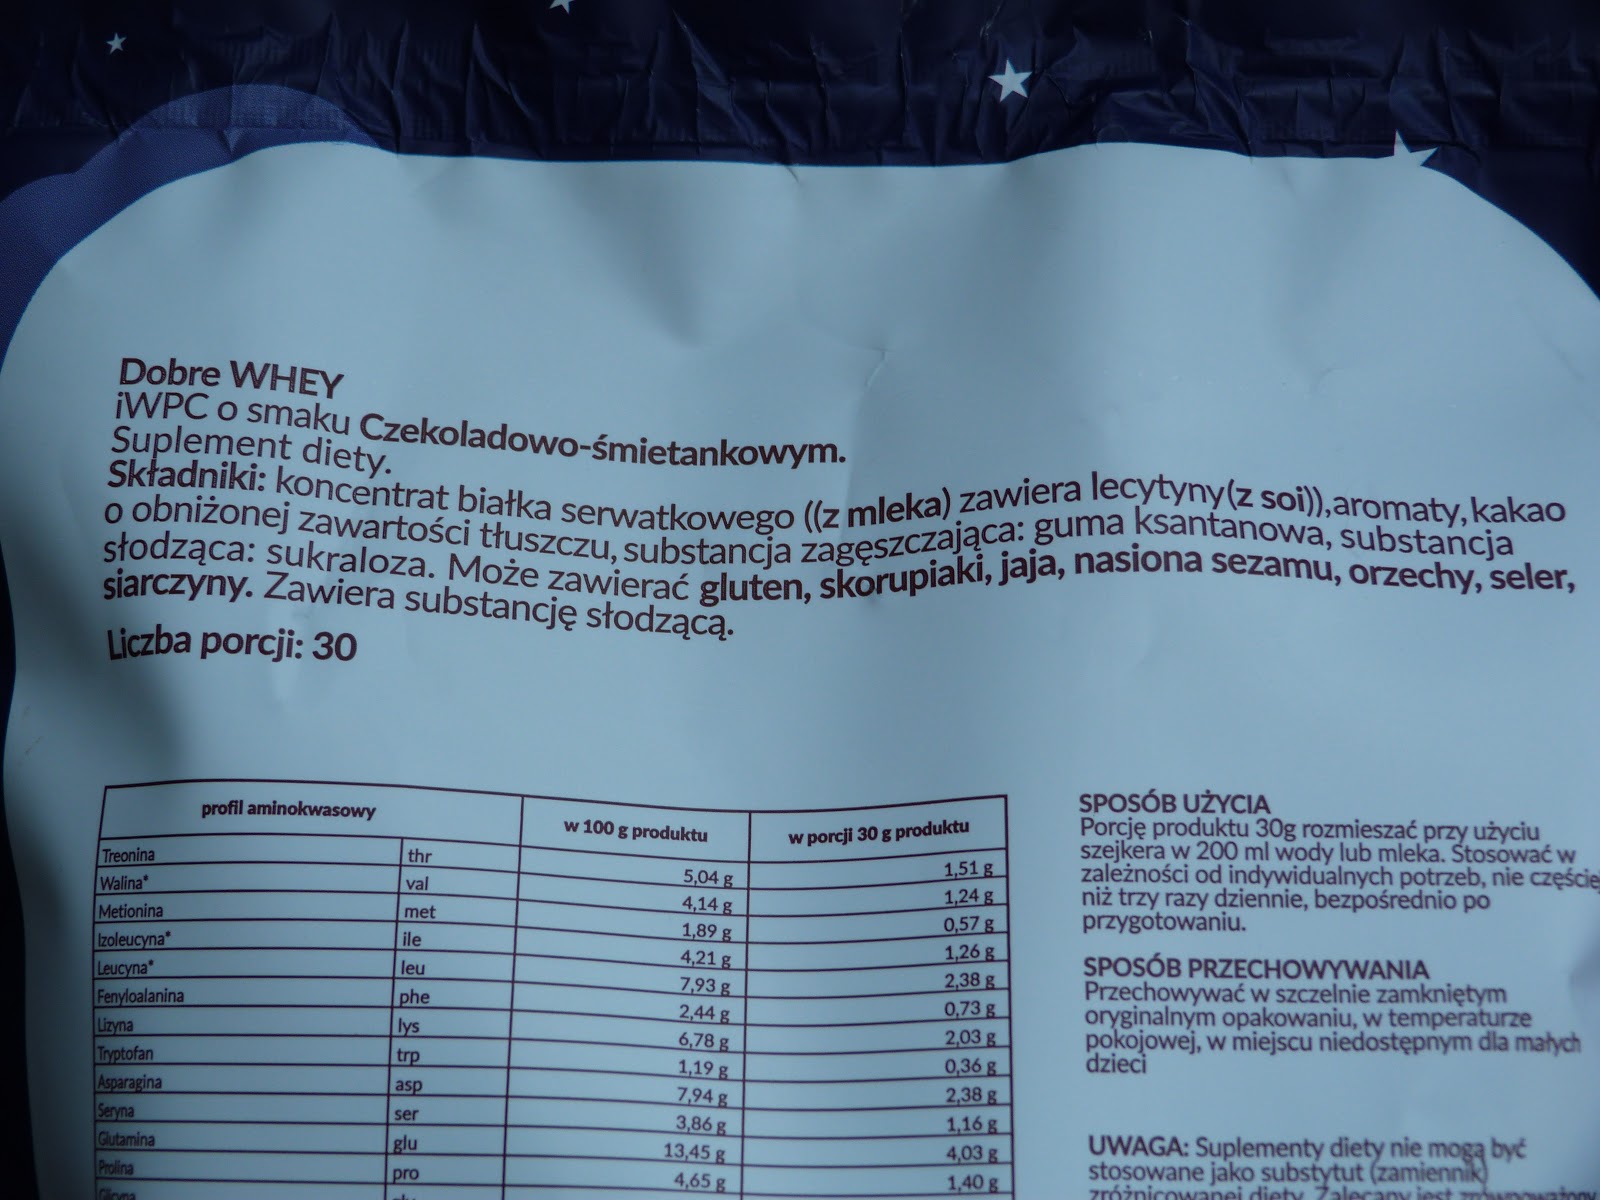 Dobre WHEY
iWPC o smaku Czekoladowo-śmietankowym.
Suplement diety.
Składniki: koncentrat białka serwatkowego ((z mleka) zawiera lecytyny(z soi)),aromaty, kakao
o obniżonej zawartości tłuszczu, substancja zagęszczająca: guma ksantanowa, substancja
słodząca: sukraloza. Może zawierać gluten, skorupiaki, jaja, nasiona sezamu, orzechy, seler,
siarczyny. Zawiera substancję słodzącą.
Liczba porcji: 30
profil aminokwasowy w 100 g produktu w porcji 30 g produktu
Treonina thr 5,04 g 1,51 g
Walina* val 4,14 g 1,24 g
Metionina met 1,89 g 0,57 g
Izoleucyna* ile 4,21 g 1,26 g
Leucyna* leu 7,93 g 2,38 g
Fenyloalanina phe 2,44 g 0,73 g
Lizyna lys 6,78 g 2,03 g
Tryptofan trp 1,19 g 0,36 g
Asparagina asp 7,94 g 2,38 g
Seryna ser 3,86 g 1,16 g
Glutamina glu 13,45 g 4,03 g
Prolina pro 4,65 g 1,40 g
SPOSÓB UŻYCIA
Porcję produktu 30g rozmieszać przy użyciu
szejkera w 200 ml wody lub mleka. Stosować w
zależności od indywidualnych potrzeb, nie częściej
niż trzy razy dziennie, bezpośrednio po
przygotowaniu.
SPOSÓB PRZECHOWYWANIA
Przechowywać w szczelnie zamkniętym
oryginalnym opakowaniu, w temperaturze
pokojowej, w miejscu niedostępnym dla małych
dzieci
UWAGA: Suplementy diety nie mogą być
stosowane jako substytut (zamiennik)
zróżnicowanej diety. Zalecany jest